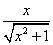 x
√(x²+1)